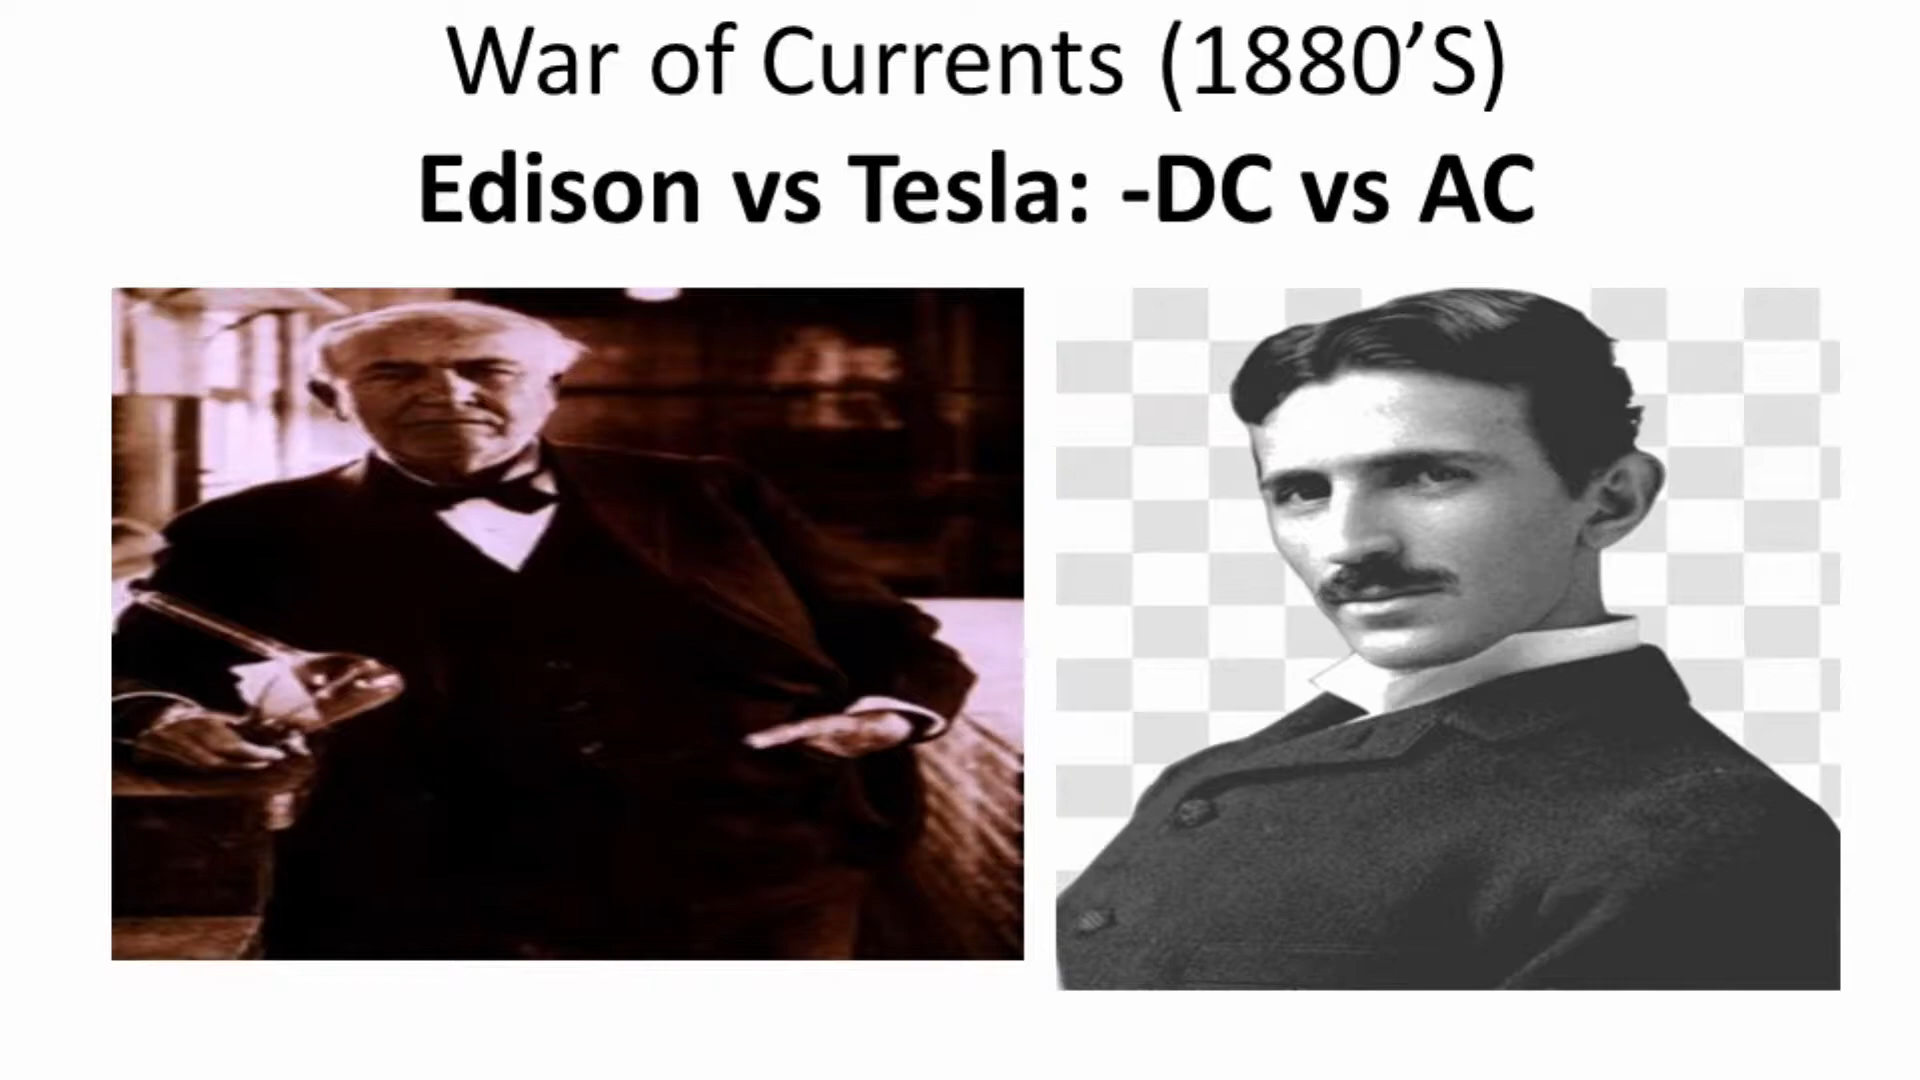 War of Currents (1880’S)
Edison vs Tesla: -DC vs AC